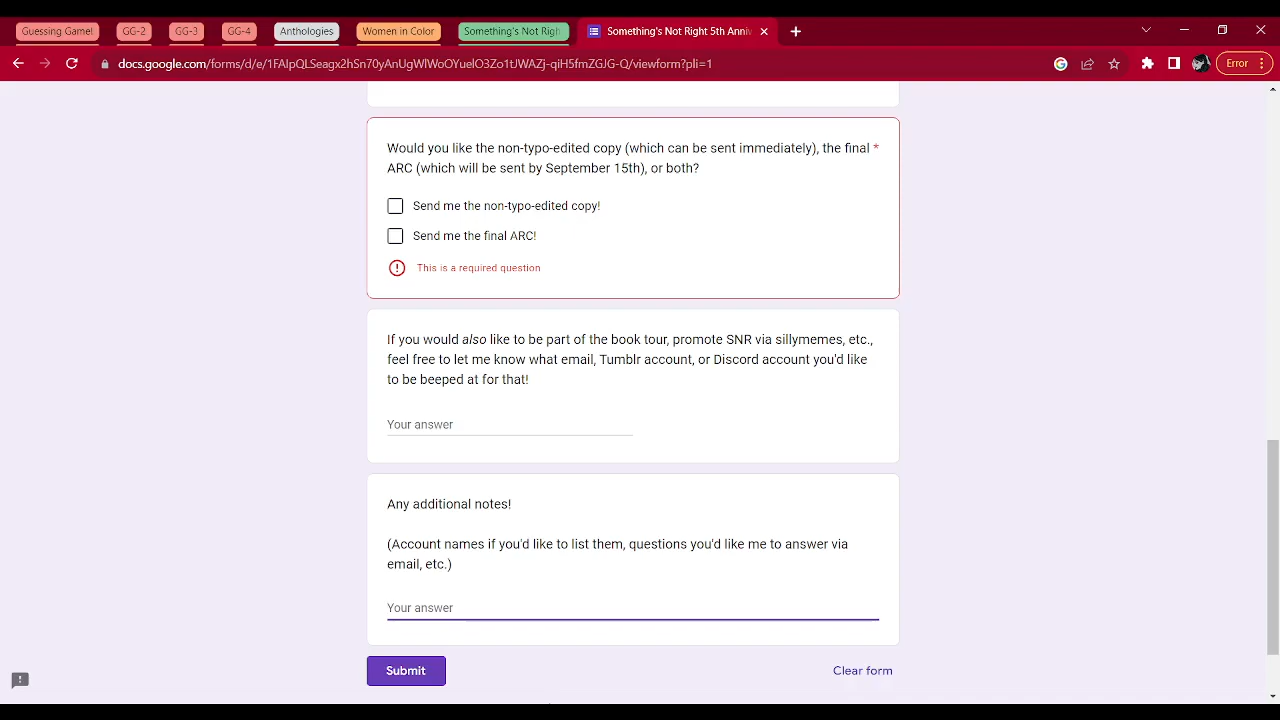 Guessing Game!
GG-2
GG-3
GG-4
Anthologies
Women in Color
Something's Not Righ
Something's Not Right 5th Anniv
docs.google.com/forms/d/e/1FAIpQLSeagx2hSn70yAnUgWlWoOYuelO3Zo1tJWAZj-qiH5fmZGJG-Q/viewform?pli=1
Error
Would you like the non-typo-edited copy (which can be sent immediately), the final *
ARC (which will be sent by September 15th), or both?
Send me the non-typo-edited copy!
Send me the final ARC!
This is a required question
If you would also like to be part of the book tour, promote SNR via sillymemes, etc.,
feel free to let me know what email, Tumblr account, or Discord account you'd like
to be beeped at for that!
Your answer
Any additional notes!
(Account names if you'd like to list them, questions you'd like me to answer via
email, etc.)
Your answer
Submit
Clear form